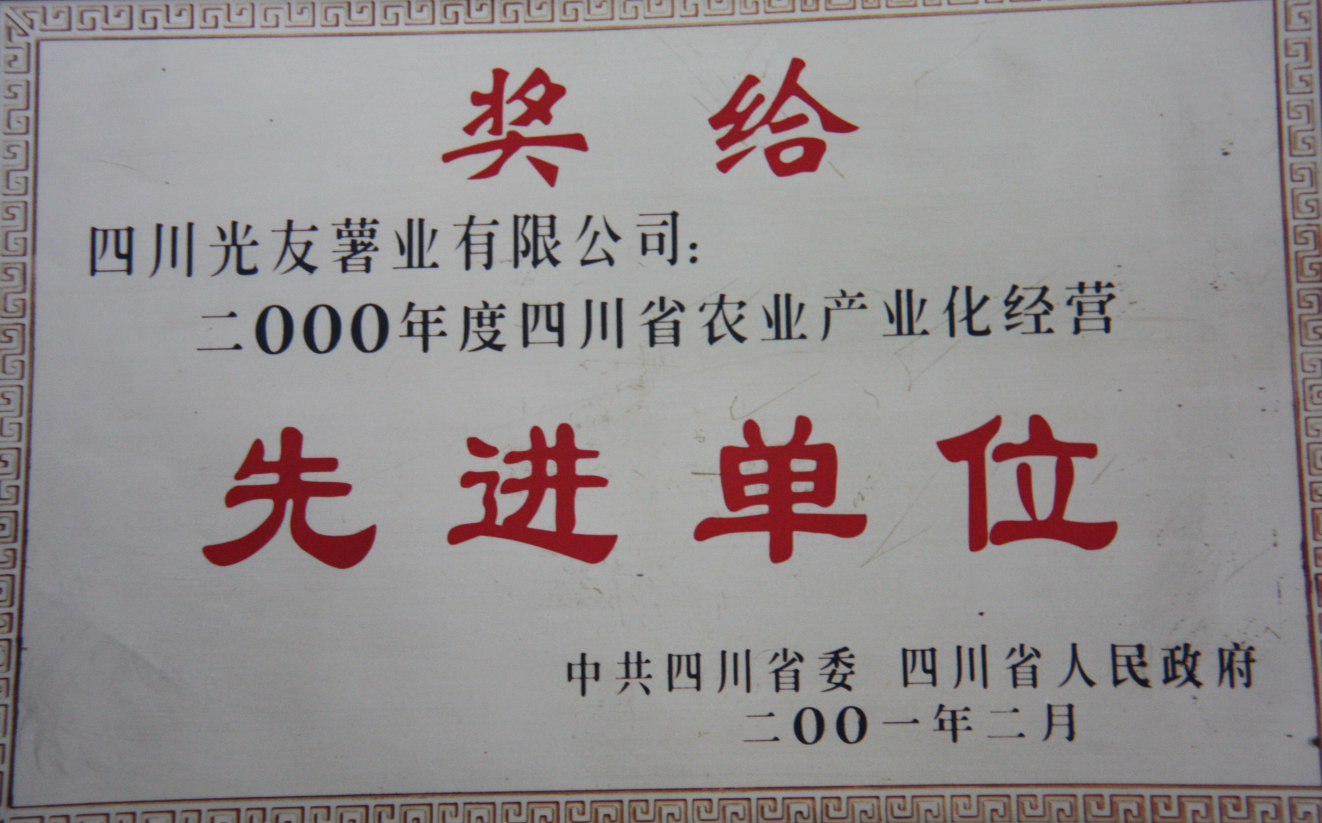 奖给
四川光友薯业有限公司：
二000年度四川省农业产业化经营
先进单位
中共四川省委 四川省人民政府
二00一年二月